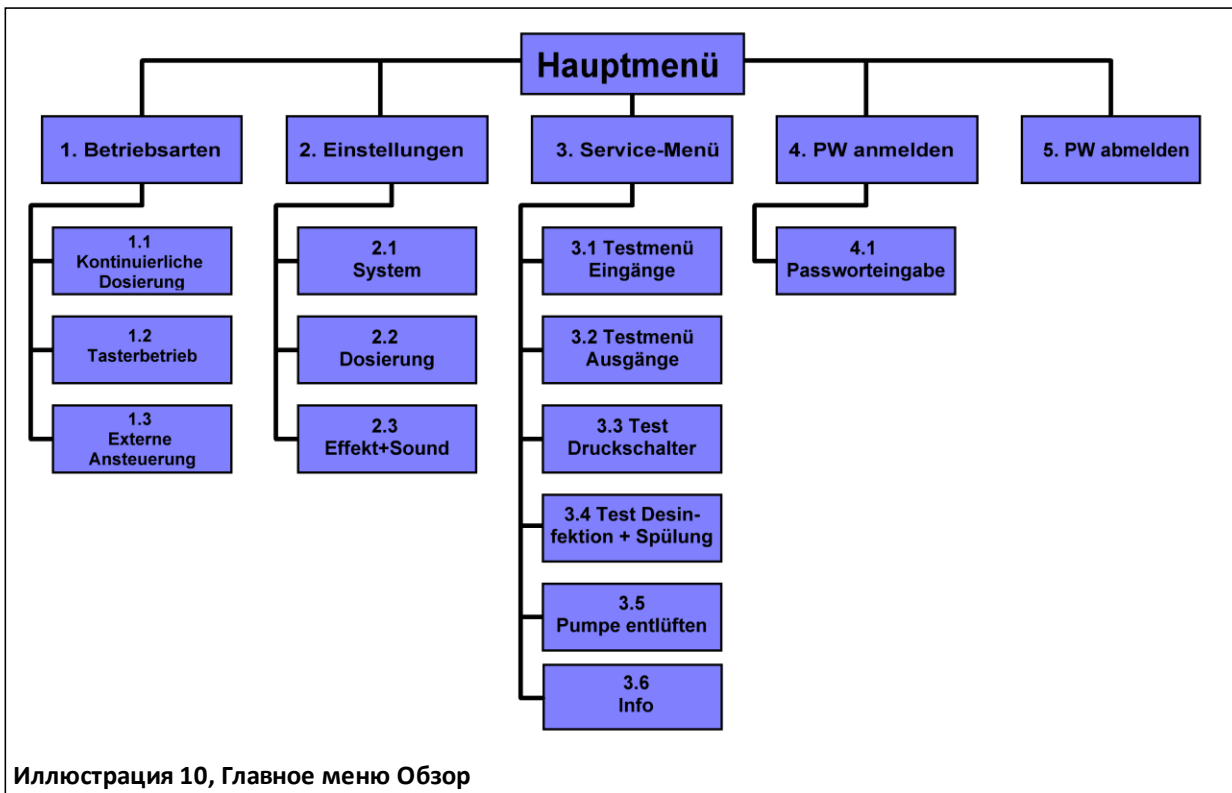 Hauptmenü
1. Betriebsarten
2. Einstellungen
3. Service-Menü
4. PW anmelden
5. PW abmelden
1.1
Kontinuierliche
Dosierung
1.2
Tasterbetrieb
1.3
Externe
Ansteuerung
2.1
System
2.2
Dosierung
2.3
Effekt+Sound
3.1 Testmenü
Eingänge
3.2 Testmenü
Ausgänge
3.3 Test
Druckschalter
3.4 Test Desin-
fektion + Spülung
3.5
Pumpe entlüften
3.6
Info
4.1
Passworteingabe
Иллюстрация 10, Главное меню Обзор